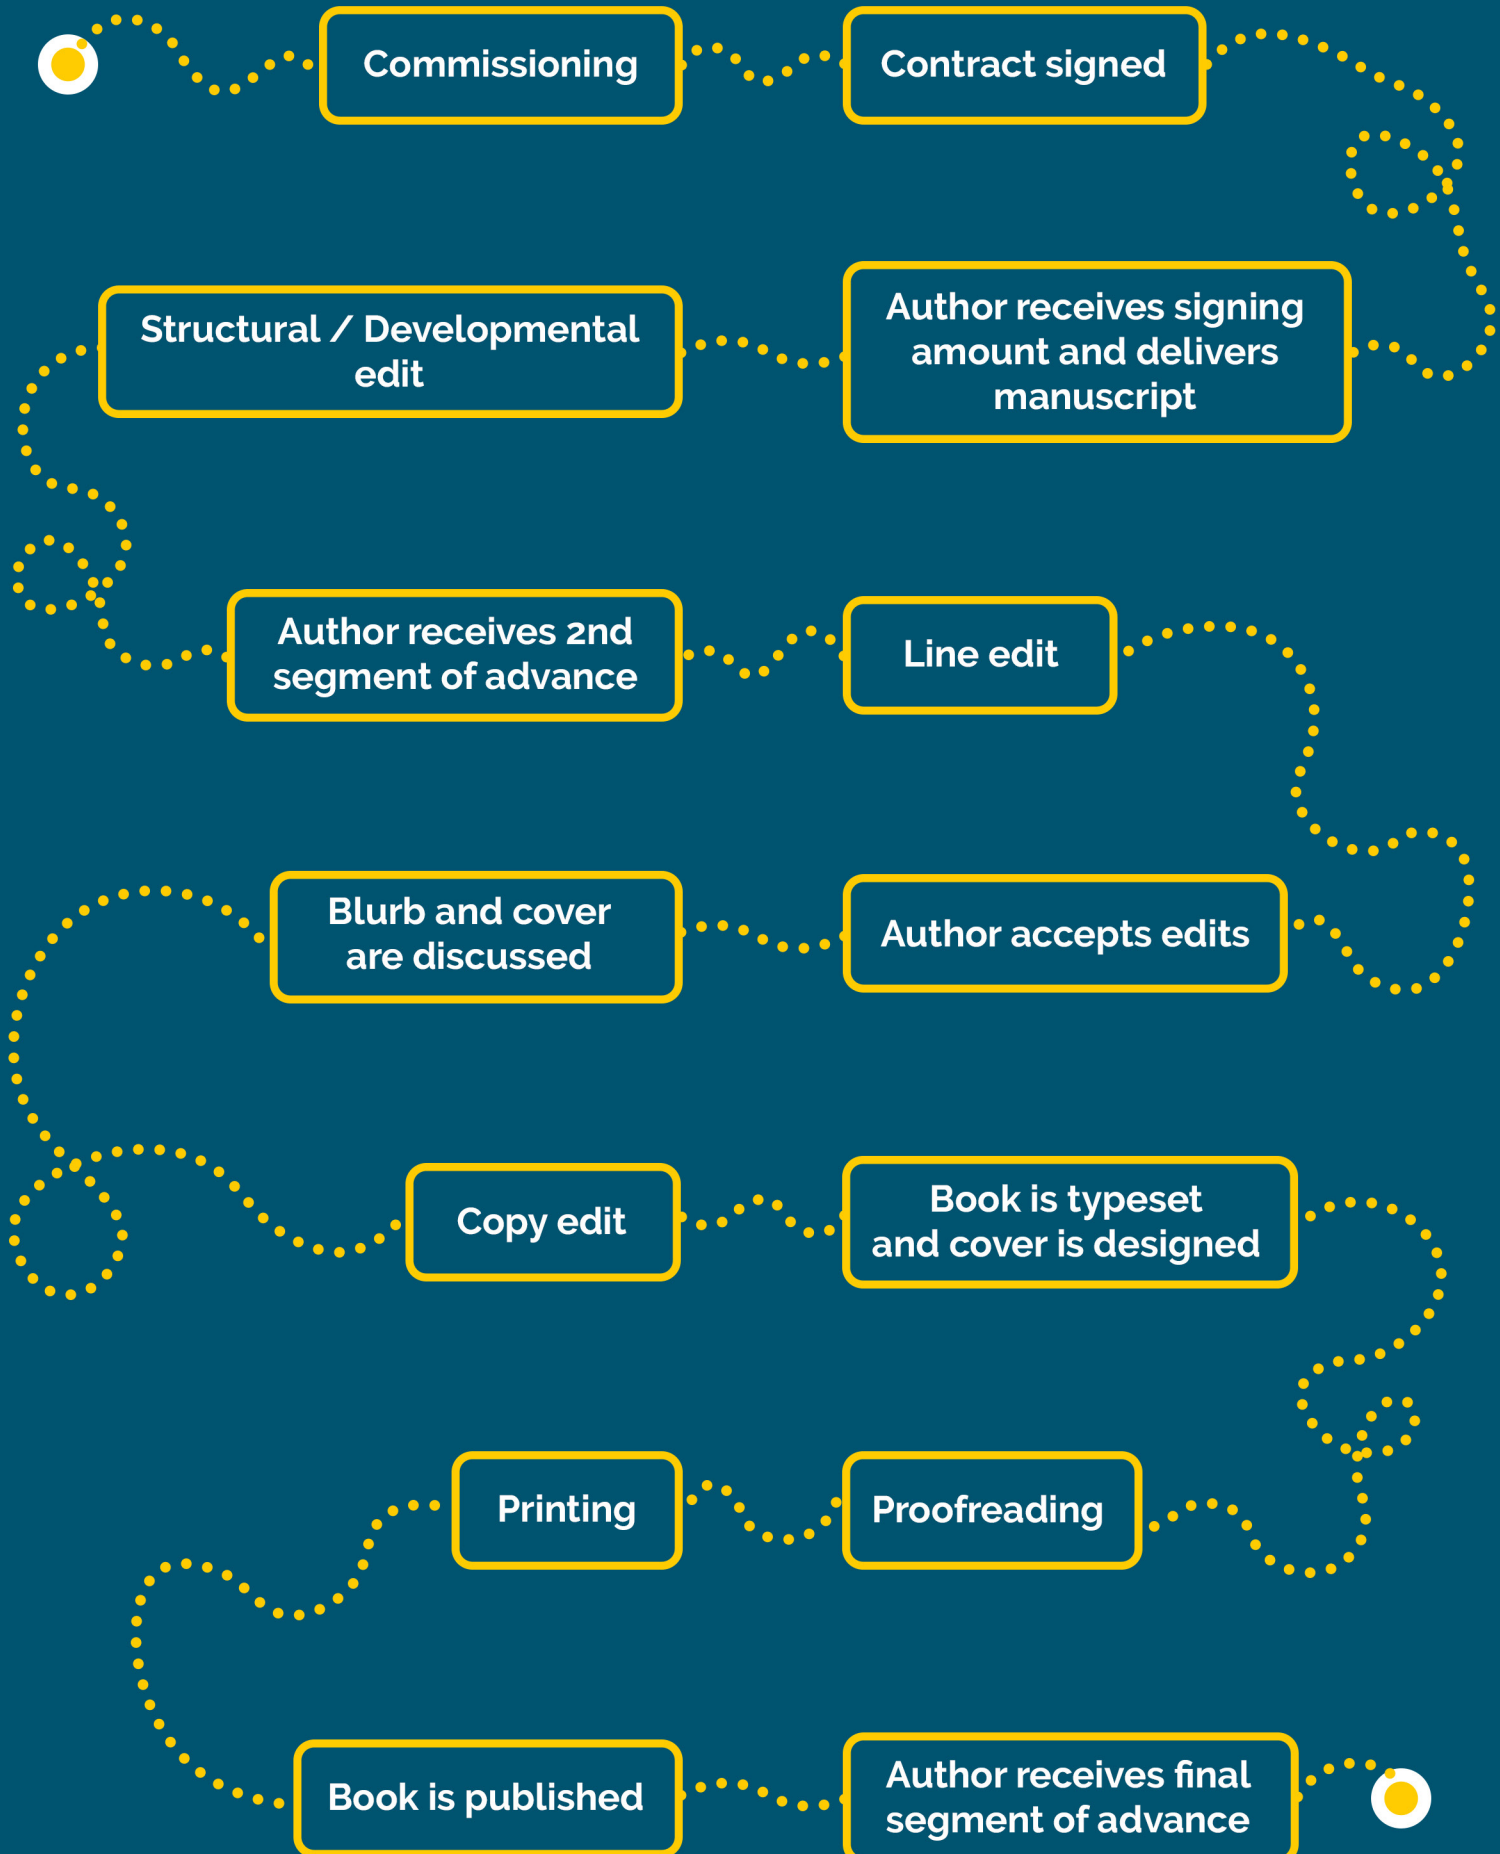 Commissioning
Contract signed
Author receives signing
amount and delivers
manuscript
Structural / Developmental
edit
Author receives 2nd
segment of advance
Line edit
Author accepts edits
Blurb and cover
are discussed
Copy edit
Book is typeset
and cover is designed
Proofreading
Printing
Book is published
Author receives final
segment of advance